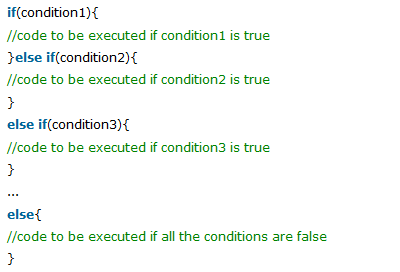 if(condition1){
//code to be executed if condition1 is true
}else if(condition2){
//code to be executed if condition2 is true
}
else if(condition3){
//code to be executed if condition3 is true
}
...
else{
//code to be executed if all the conditions are false
}